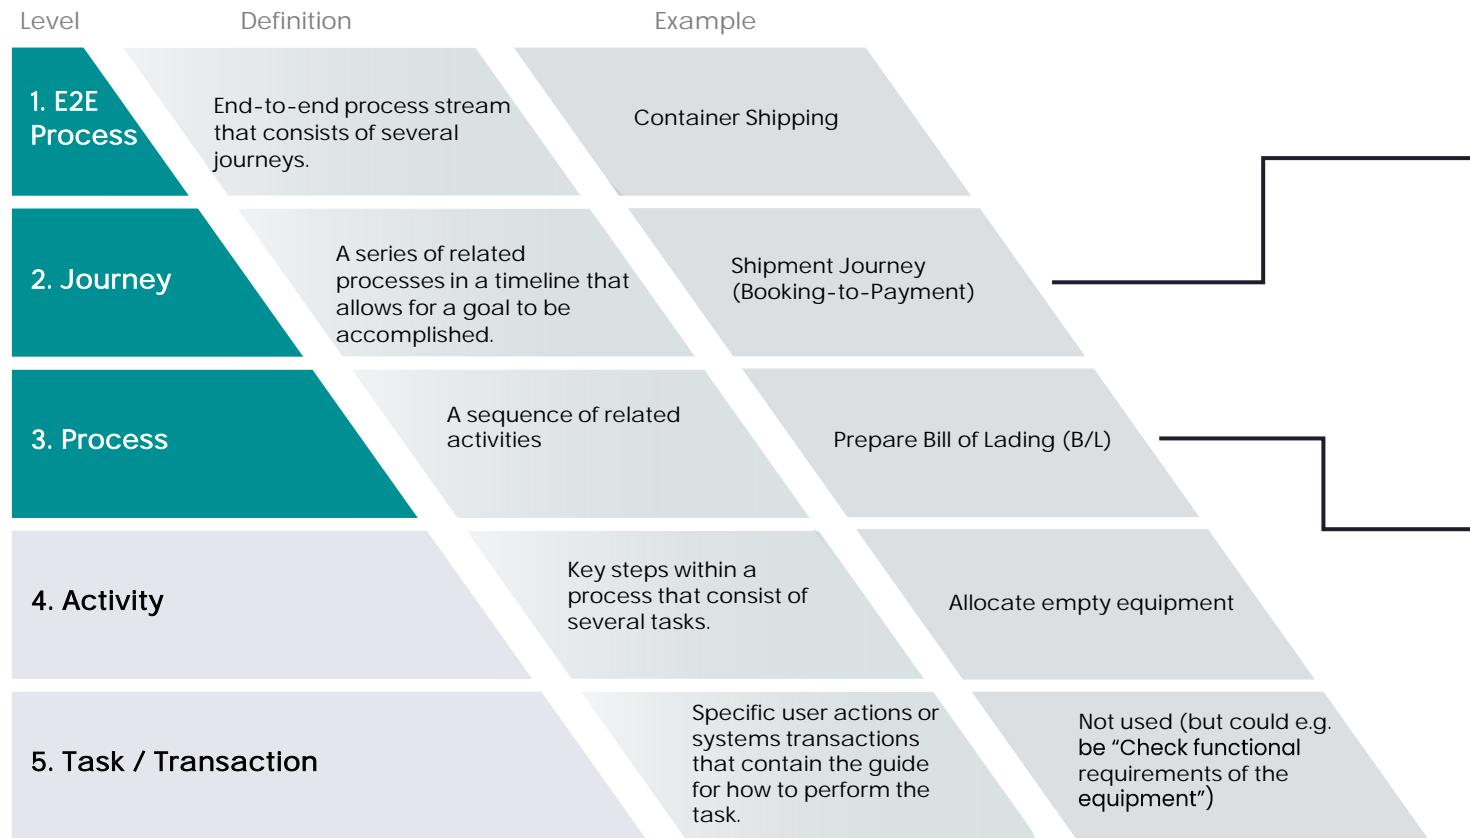 Level
Definition
Example
1. E2E
Process
End-to-end process stream
that consists of several
journeys.
Container Shipping
2. Journey
A series of related
processes in a timeline that
allows for a goal to be
accomplished.
Shipment Journey
(Booking-to-Payment)
3. Process
A sequence of related
activities
Prepare Bill of Lading (B/L)
4. Activity
Key steps within a
process that consist of
several tasks.
Allocate empty equipment
5. Task / Transaction
Specific user actions or
systems transactions
that contain the guide
for how to perform the
task.
Not used (but could e.g.
be “Check functional
requirements of the
equipment”)